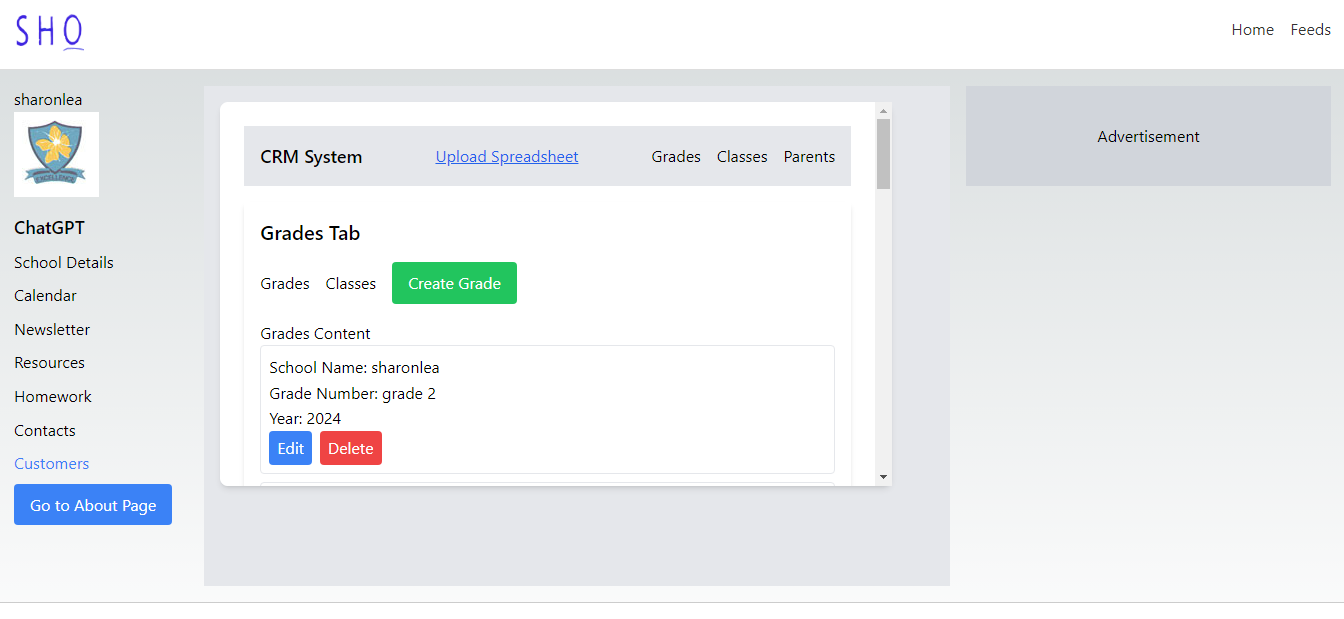 SHO
Home Feeds
sharonlea
EXCELLENCE
ChatGPT
School Details
Calendar
Newsletter
Resources
Homework
Contacts
Customers
Go to About Page
CRM System Upload Spreadsheet Grades Classes Parents
Grades Tab
Grades Classes Create Grade
Grades Content
School Name: sharonlea
Grade Number: grade 2
Year: 2024
Edit Delete
Advertisement